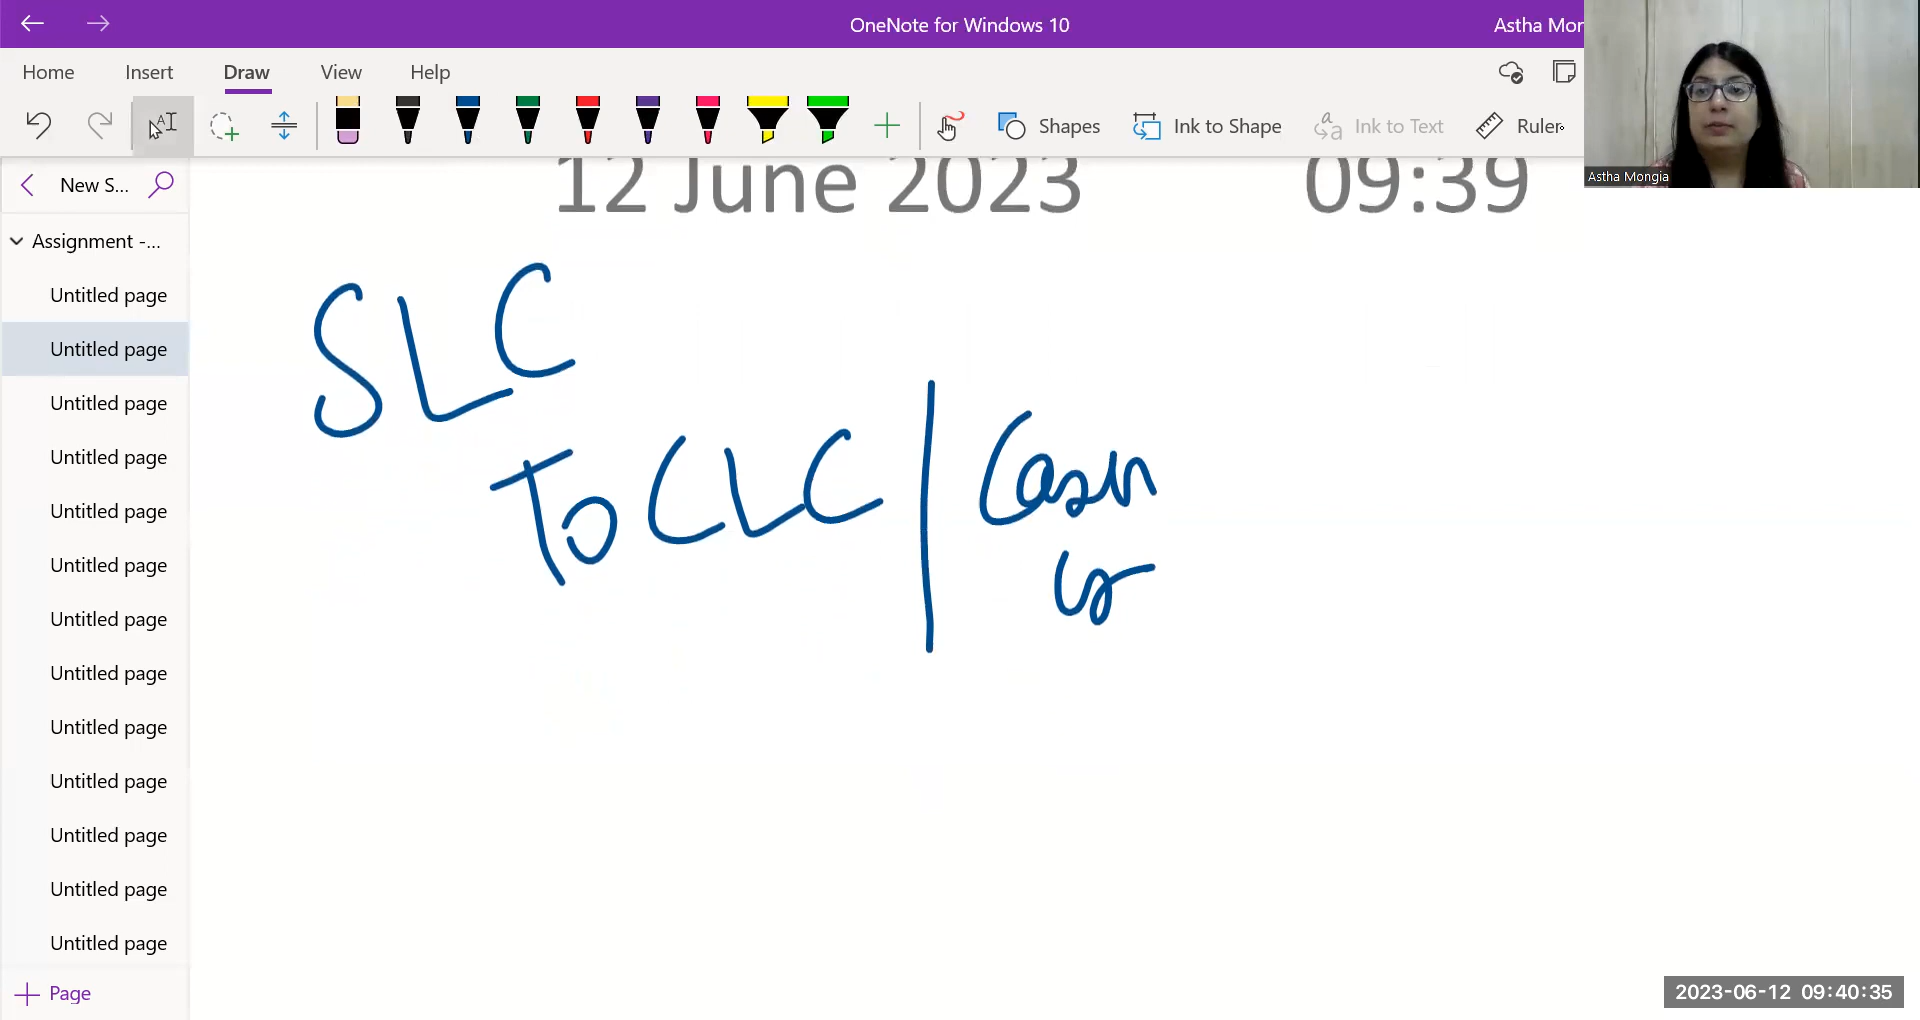 OneNote for Windows 10
Astha Mon
Home Insert Draw View Help
Shapes Ink to Shape Ink to Text Ruler
New S...
Astha Mongia
12 June 2023 09:39
Assignment -...
Untitled page
Untitled page
Untitled page
Untitled page
Untitled page
Untitled page
Untitled page
Untitled page
Untitled page
Untitled page
Untitled page
Untitled page
Untitled page
Page
SLC
To CLC | Cash
2023-06-12 09:40:35